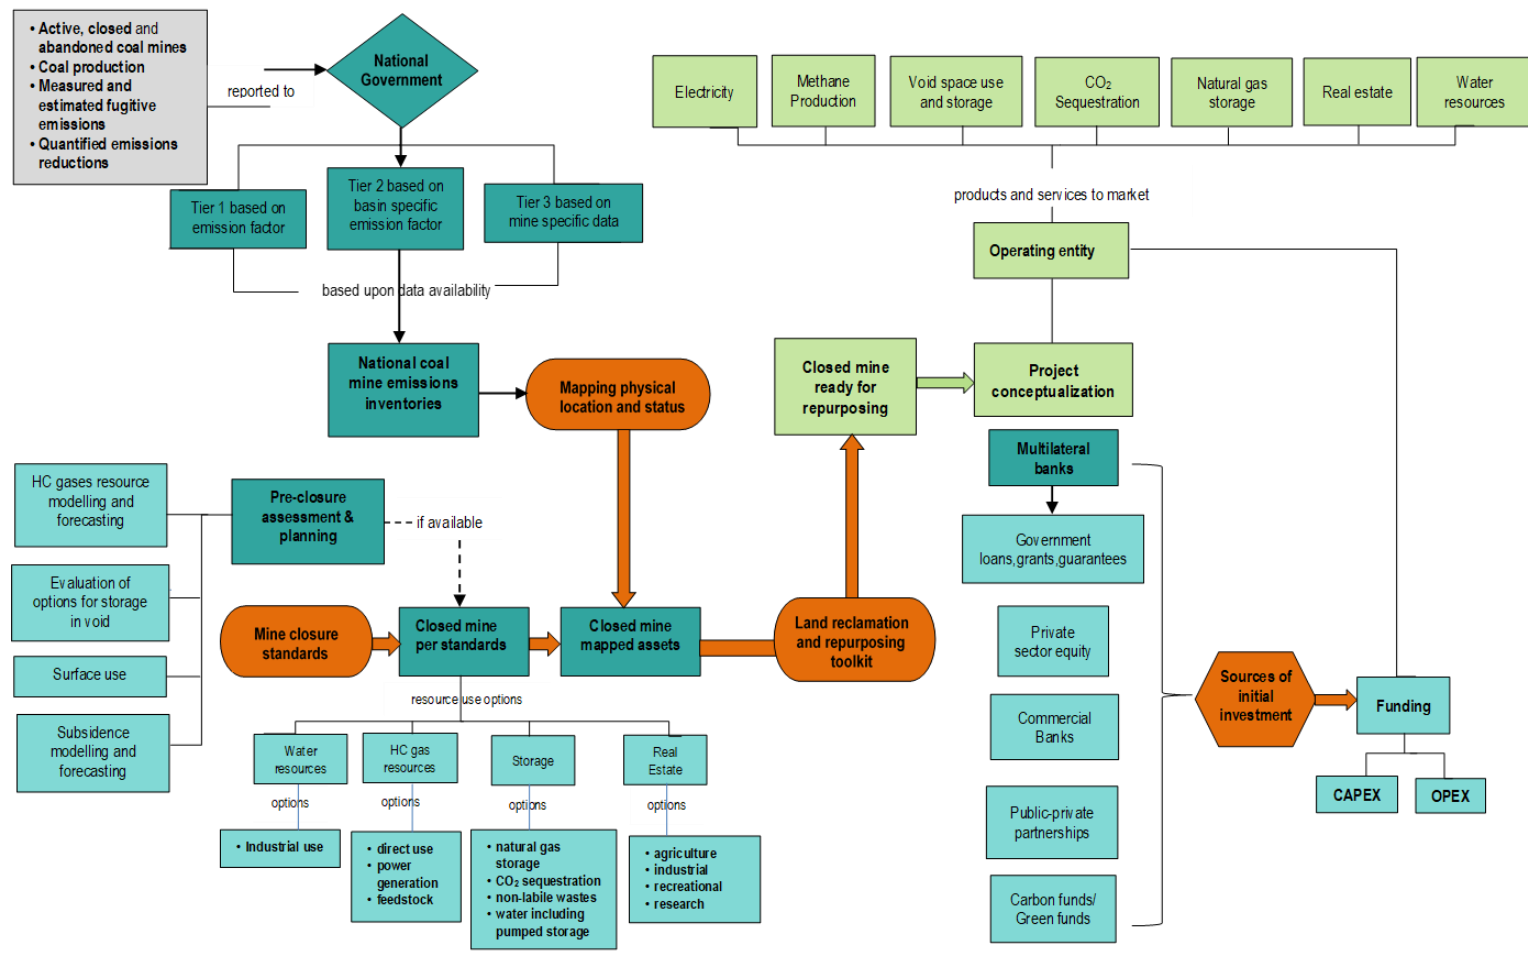 • Active, closed and
abandoned coal mines
• Coal production
• Measured and
estimated fugitive
emissions
• Quantified emissions
reductions
reported to
National
Government
Tier 1 based on
emission factor
Tier 2 based on
basin specific
emission factor
Tier 3 based on
mine specific data
based upon data availability
National coal
mine emissions
inventories
Mapping physical
location and status
Electricity
Methane
Production
Void space use
and storage
CO₂
Sequestration
Natural gas
storage
Real estate
Water
resources
products and services to market
Operating entity
Closed mine
ready for
repurposing
Project
conceptualization
HC gases resource
modelling and
forecasting
Evaluation of
options for storage
in void
Surface use
Subsidence
modelling and
forecasting
Pre-closure
assessment &
planning
if available
Mine closure
standards
Closed mine
per standards
Closed mine
mapped assets
Land reclamation
and repurposing
toolkit
resource use options
Water
resources
HC gas
resources
Storage
Real
Estate
options
options
options
options
• Industrial use
• direct use
• power
generation
• feedstock
• natural gas
storage
• CO₂ sequestration
• non-labile wastes
• water including
pumped storage
• agriculture
• industrial
• recreational
• research
Multilateral
banks
Government
loans,grants,guarantees
Private
sector equity
Commercial
Banks
Public-private
partnerships
Carbon funds/
Green funds
Sources of
initial
investment
Funding
CAPEX
OPEX